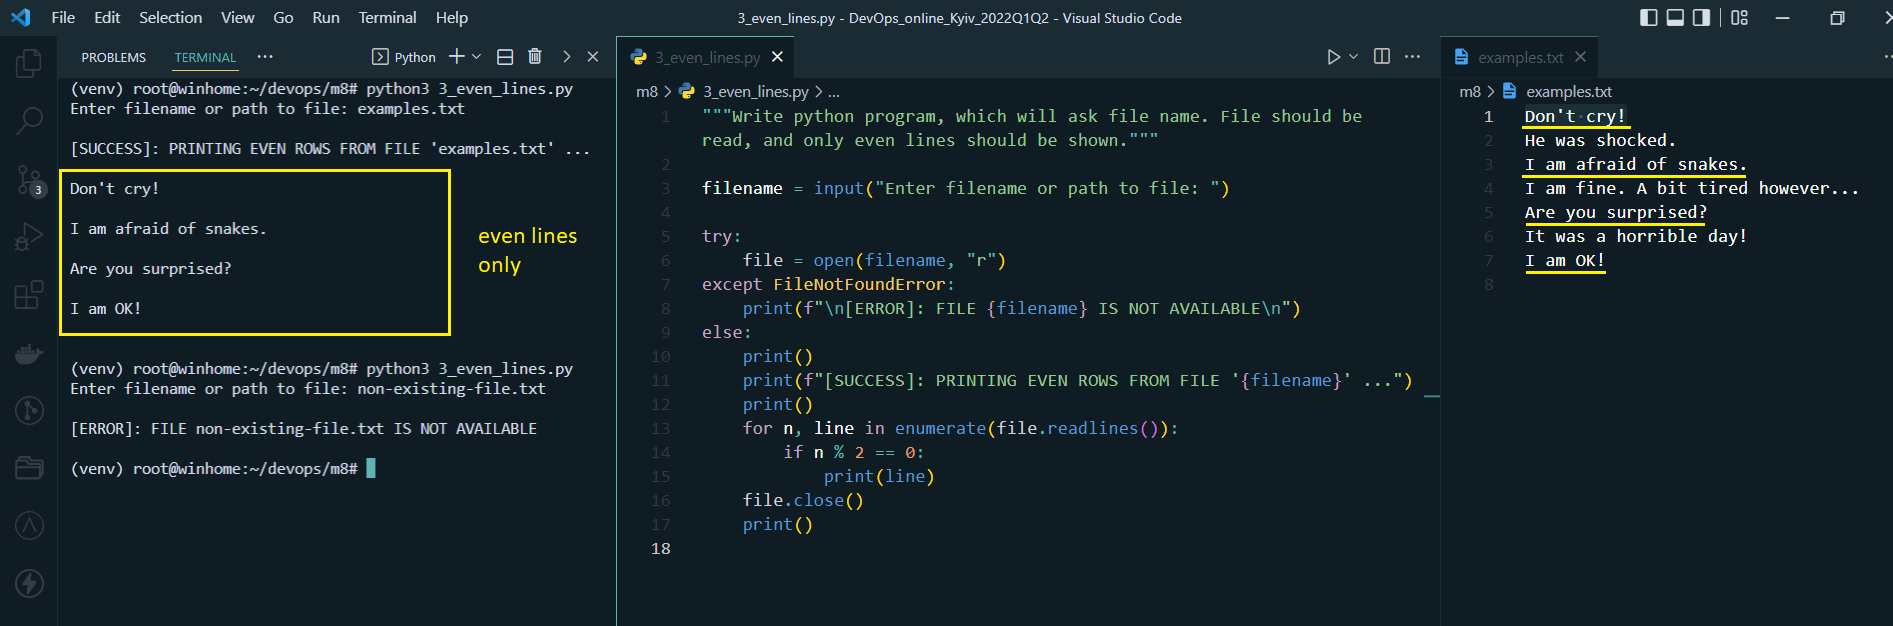 File Edit Selection View Go Run Terminal Help
3_even_lines.py - DevOps_online_Kyiv_2022Q1Q2 - Visual Studio Code
PROBLEMS TERMINAL ··· Python
(venv) root@winhome:~/devops/m8# python3 3_even_lines.py
Enter filename or path to file: examples.txt
[SUCCESS]: PRINTING EVEN ROWS FROM FILE 'examples.txt' ...
Don't cry!
I am afraid of snakes.
Are you surprised?
I am OK!
even lines
only
(venv) root@winhome:~/devops/m8# python3 3_even_lines.py
Enter filename or path to file: non-existing-file.txt
[ERROR]: FILE non-existing-file.txt IS NOT AVAILABLE
(venv) root@winhome:~/devops/m8#
3
3_even_lines.py
m8 > 3_even_lines.py > ...
1 """Write python program, which will ask file name. File should be
read, and only even lines should be shown."""
2
3 filename = input("Enter filename or path to file: ")
4
5 try:
6 file = open(filename, "r")
7 except FileNotFoundError:
8 print(f"\n[ERROR]: FILE {filename} IS NOT AVAILABLE\n")
9 else:
10 print()
11 print(f"[SUCCESS]: PRINTING EVEN ROWS FROM FILE '{filename}' ...")
12 print()
13 for n, line in enumerate(file.readlines()):
14 if n % 2 == 0:
15 print(line)
16 file.close()
17 print()
18
examples.txt
m8 > examples.txt
1 Don't cry!
2 He was shocked.
3 I am afraid of snakes.
4 I am fine. A bit tired however...
5 Are you surprised?
6 It was a horrible day!
7 I am OK!
8